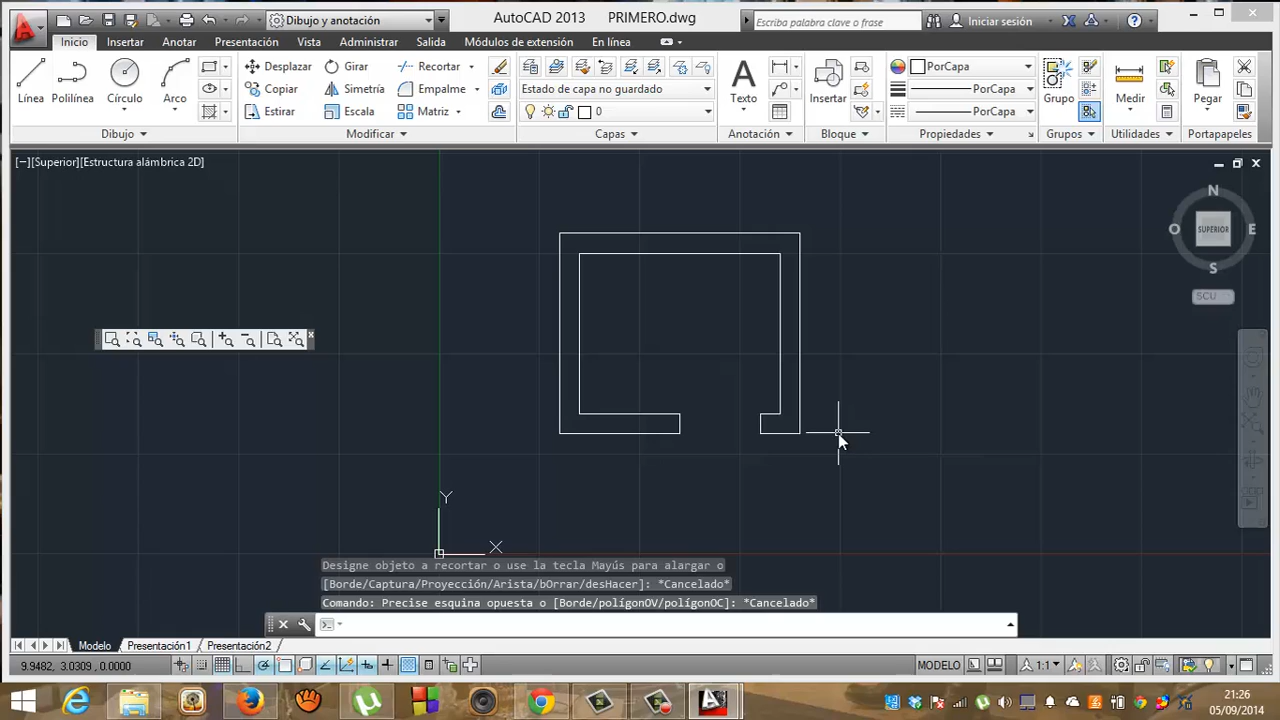 Dibujo y anotación
AutoCAD 2013 PRIMERO.dwg
Escriba palabra clave o frase
Iniciar sesión
Inicio Insertar Anotar Presentación Vista Administrar Salida Módulos de extensión En línea
Línea Polilínea Círculo Arco
Dibujo
Desplazar Girar Recortar
Copiar Simetría Empalme
Estirar Escala Matriz
Modificar
Estado de capa no guardado
0
Capas
Texto
Anotación
Insertar
Bloque
PorCapa
PorCapa
PorCapa
Propiedades
Grupo
Grupos
Medir
Utilidades
Pegar
Portapapeles
[−][Superior][Estructura alámbrica 2D]
N
O SUPERIOR E
S
SCU
Y
X
Designe objeto a recortar o use la tecla Mayús para alargar o
[Borde/Captura/Proyección/Arista/bOrrar/desHacer]: *Cancelado*
Comando: Precise esquina opuesta o [Borde/polígonOV/polígonOC]: *Cancelado*
Modelo Presentación1 Presentación2
9.9482, 3.0309 , 0.0000
MODELO
1:1
21:26
05/09/2014